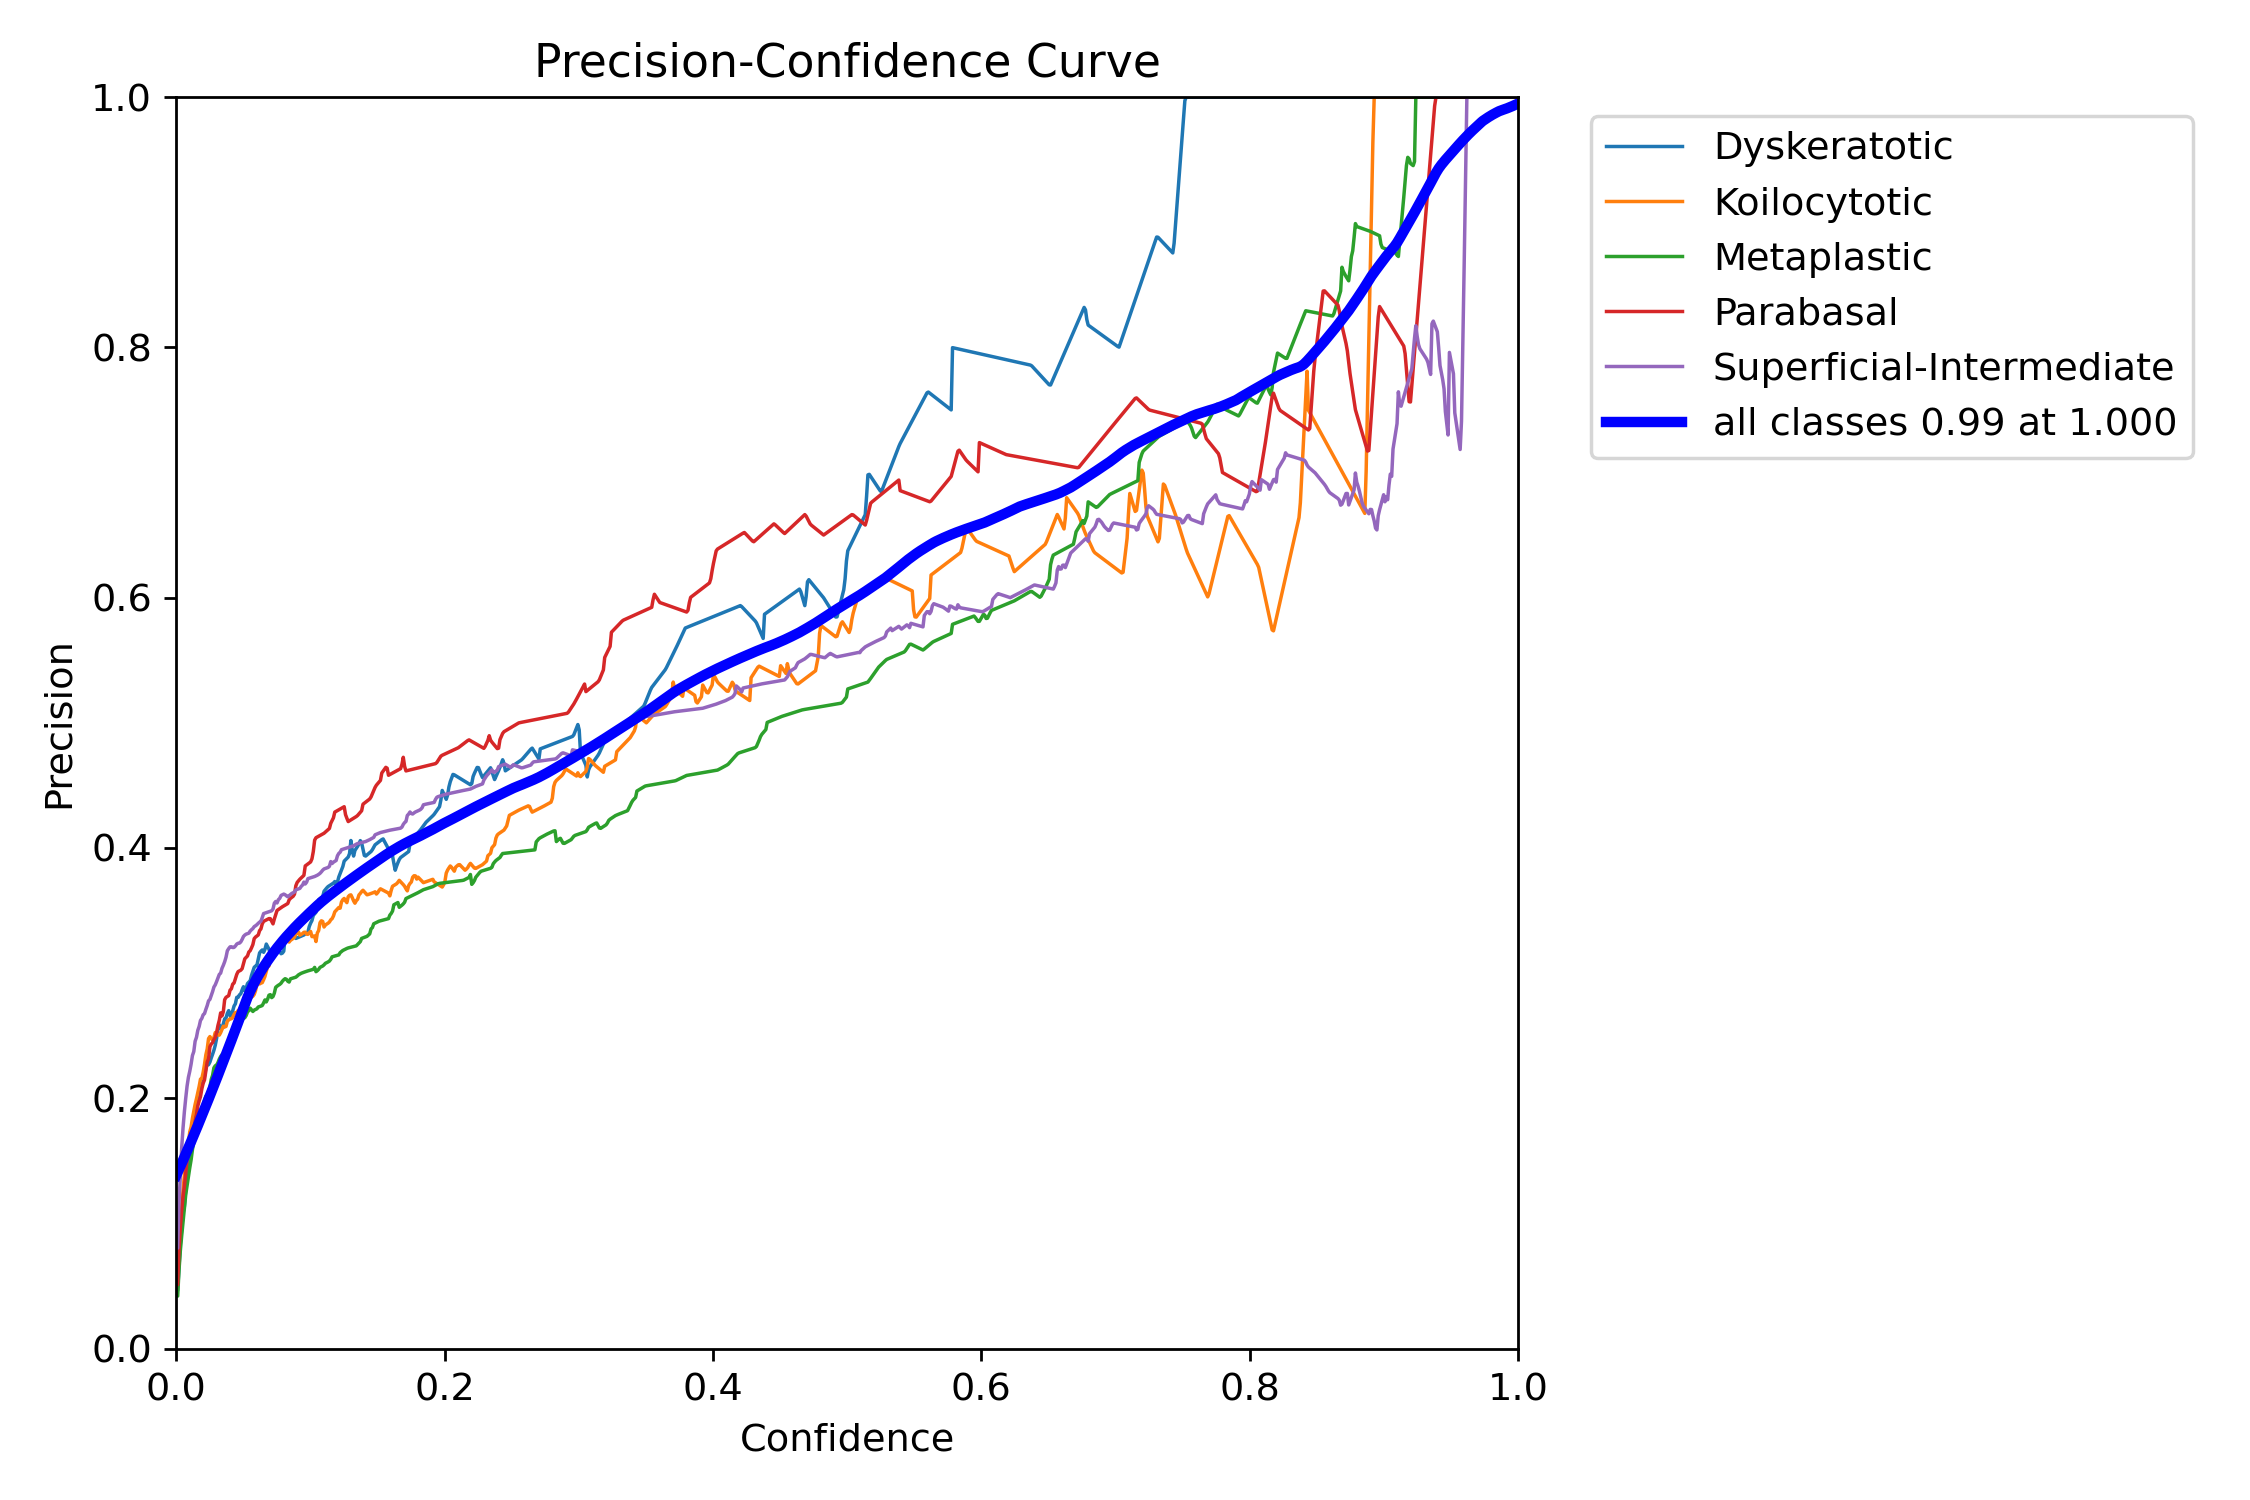 Precision-Confidence Curve
1.0
0.8
0.6
0.4
0.2
0.0
Precision
0.0 0.2 0.4 0.6 0.8 1.0
Confidence
Dyskeratotic
Koilocytotic
Metaplastic
Parabasal
Superficial-Intermediate
all classes 0.99 at 1.000